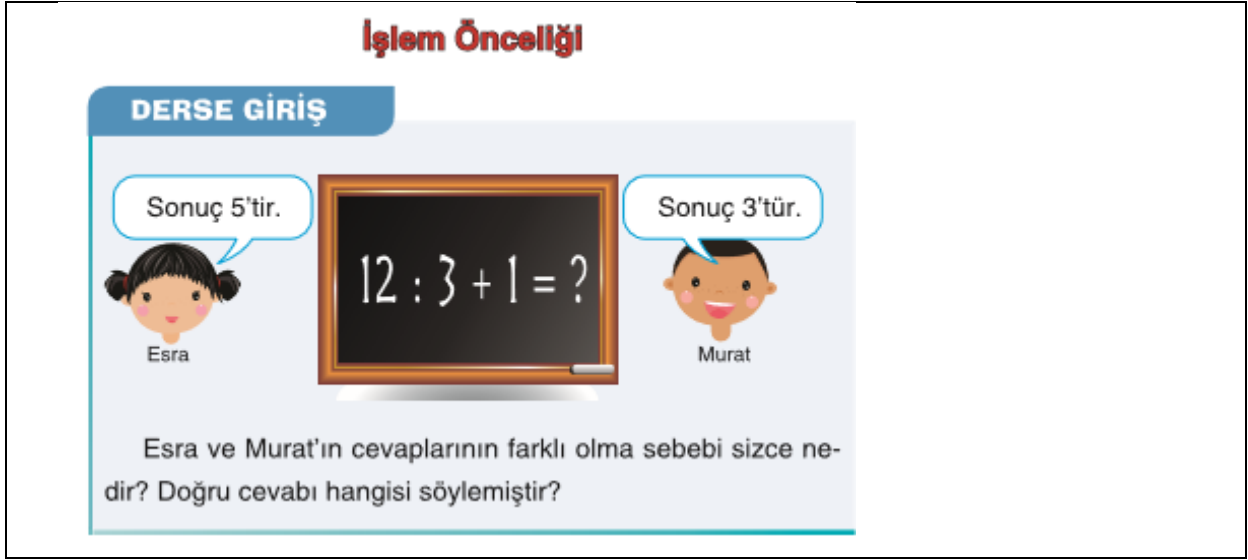 İşlem Önceliği
DERSE GİRİŞ
Sonuç 5'tir.
12 : 3 + 1 = ?
Sonuç 3'tür.
Esra
Murat
Esra ve Murat'ın cevaplarının farklı olma sebebi sizce ne-
dir? Doğru cevabı hangisi söylemiştir?